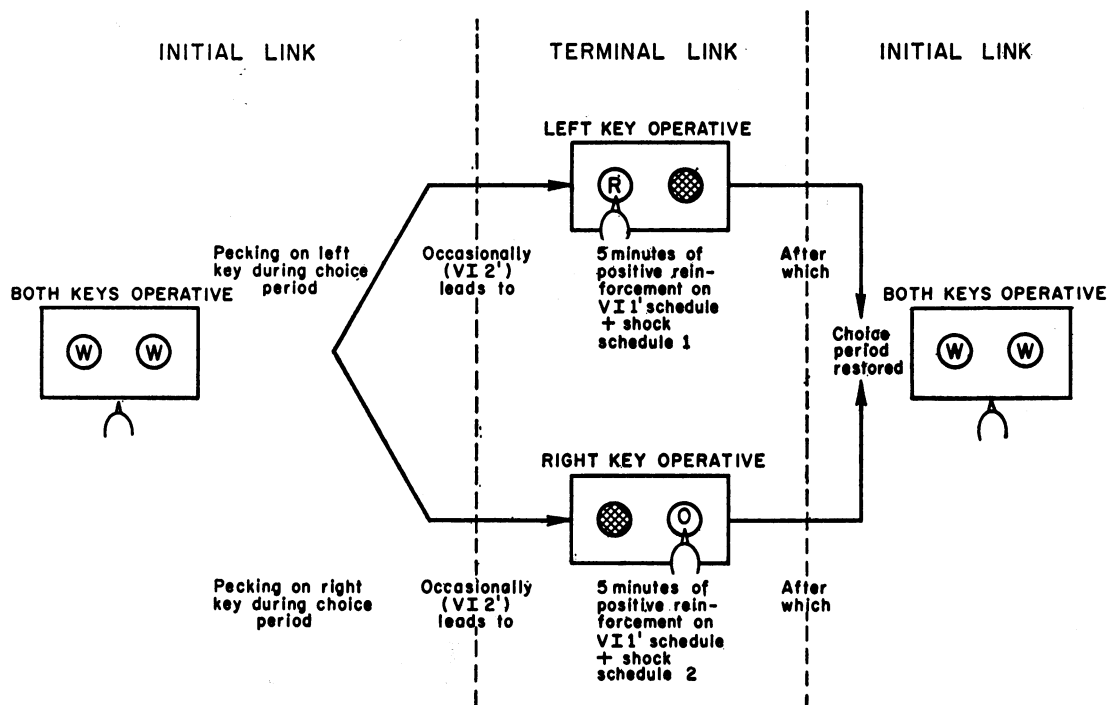 INITIAL LINK
TERMINAL LINK
INITIAL LINK
LEFT KEY OPERATIVE
R
Pecking on left
key during choice
period
Occasionally
(VI 2')
leads to
5 minutes of
positive rein-
forcement on
VI 1' schedule
+ shock
schedule 1
After
which
BOTH KEYS OPERATIVE
W W
Choice
period
restored
BOTH KEYS OPERATIVE
W W
RIGHT KEY OPERATIVE
O
Pecking on right
key during choice
period
Occasionally
(VI 2')
leads to
5 minutes of
positive rein-
forcement on
VI 1' schedule
+ shock
schedule 2
After
which